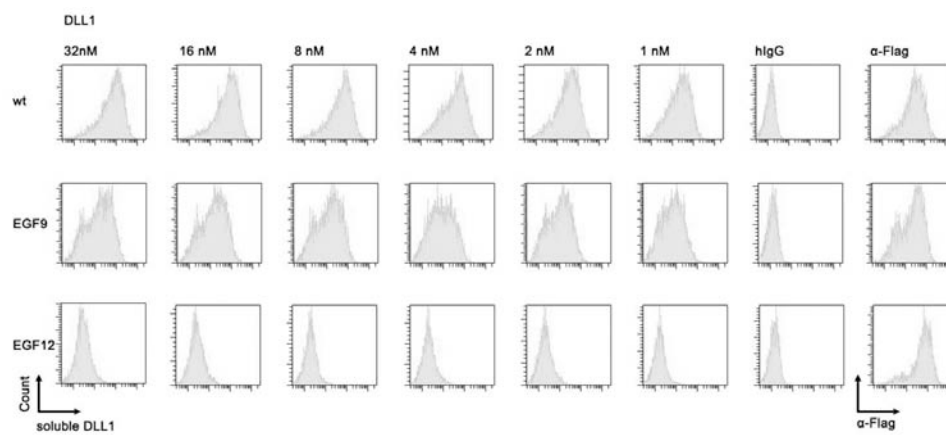 DLL1
32nM 16 nM 8 nM 4 nM 2 nM 1 nM hIgG α-Flag
wt
EGF9
EGF12
Count
soluble DLL1
α-Flag